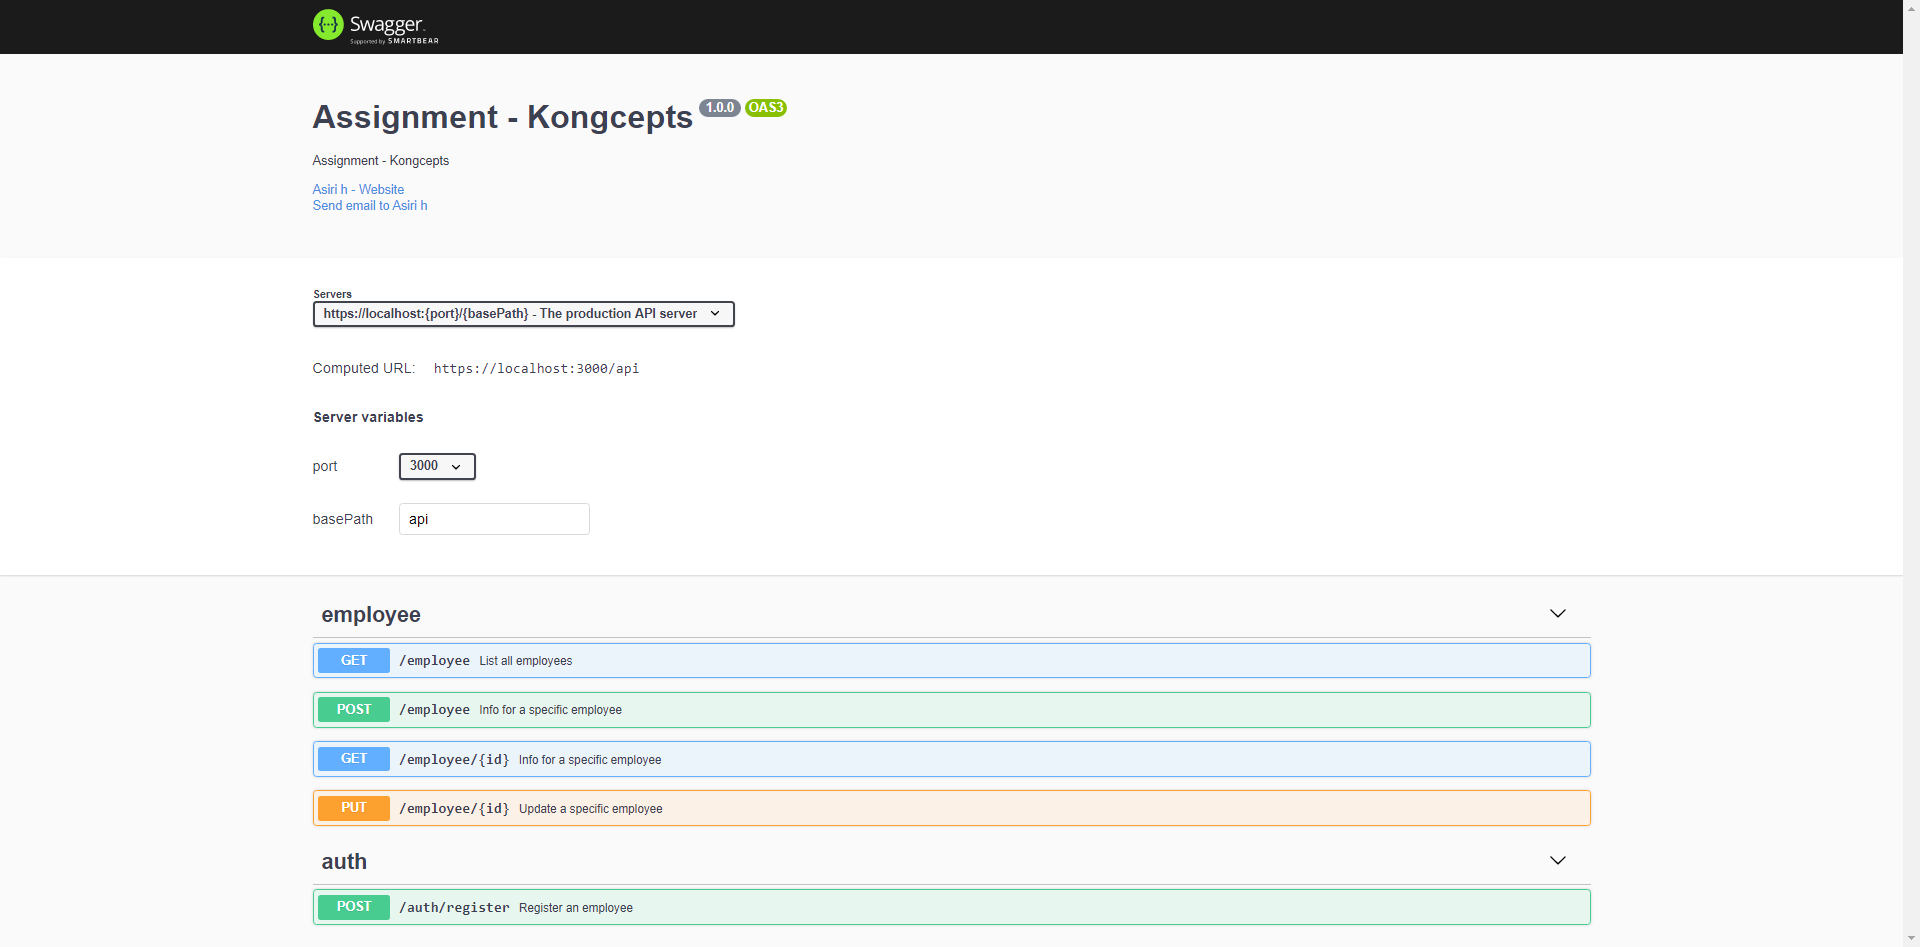 {···} Swagger
Supported by SMARTBEAR
Assignment - Kongcepts 1.0.0 OAS3
Assignment - Kongcepts
Asiri h - Website
Send email to Asiri h
Servers
https://localhost:{port}/{basePath} - The production API server
Computed URL: https://localhost:3000/api
Server variables
port 3000
basePath api
employee
GET /employee List all employees
POST /employee Info for a specific employee
GET /employee/{id} Info for a specific employee
PUT /employee/{id} Update a specific employee
auth
POST /auth/register Register an employee